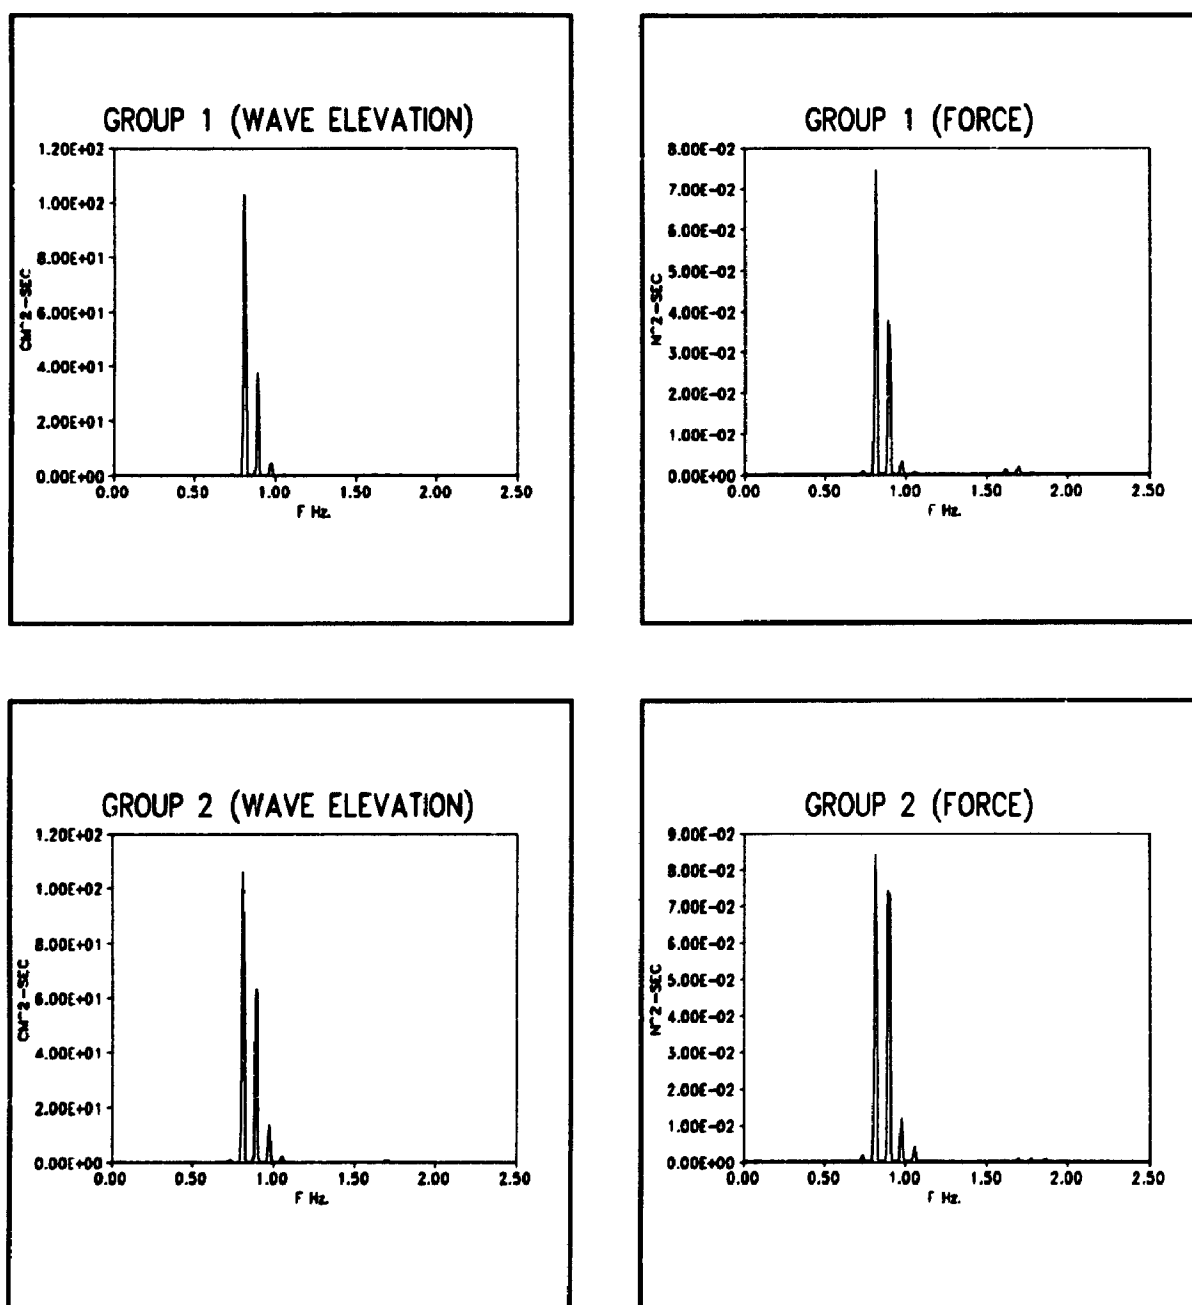 GROUP 1 (WAVE ELEVATION)
1.20E+02
1.00E+02
8.00E+01
6.00E+01
4.00E+01
2.00E+01
0.00E+00
CM^2-SEC
0.00 0.50 1.00 1.50 2.00 2.50
F Hz.
GROUP 1 (FORCE)
8.00E-02
7.00E-02
6.00E-02
5.00E-02
4.00E-02
3.00E-02
2.00E-02
1.00E-02
0.00E+00
N^2-SEC
0.00 0.50 1.00 1.50 2.00 2.50
F Hz.
GROUP 2 (WAVE ELEVATION)
1.20E+02
1.00E+02
8.00E+01
6.00E+01
4.00E+01
2.00E+01
0.00E+00
CM^2-SEC
0.00 0.50 1.00 1.50 2.00 2.50
F Hz.
GROUP 2 (FORCE)
9.00E-02
8.00E-02
7.00E-02
6.00E-02
5.00E-02
4.00E-02
3.00E-02
2.00E-02
1.00E-02
0.00E+00
N^2-SEC
0.00 0.50 1.00 1.50 2.00 2.50
F Hz.